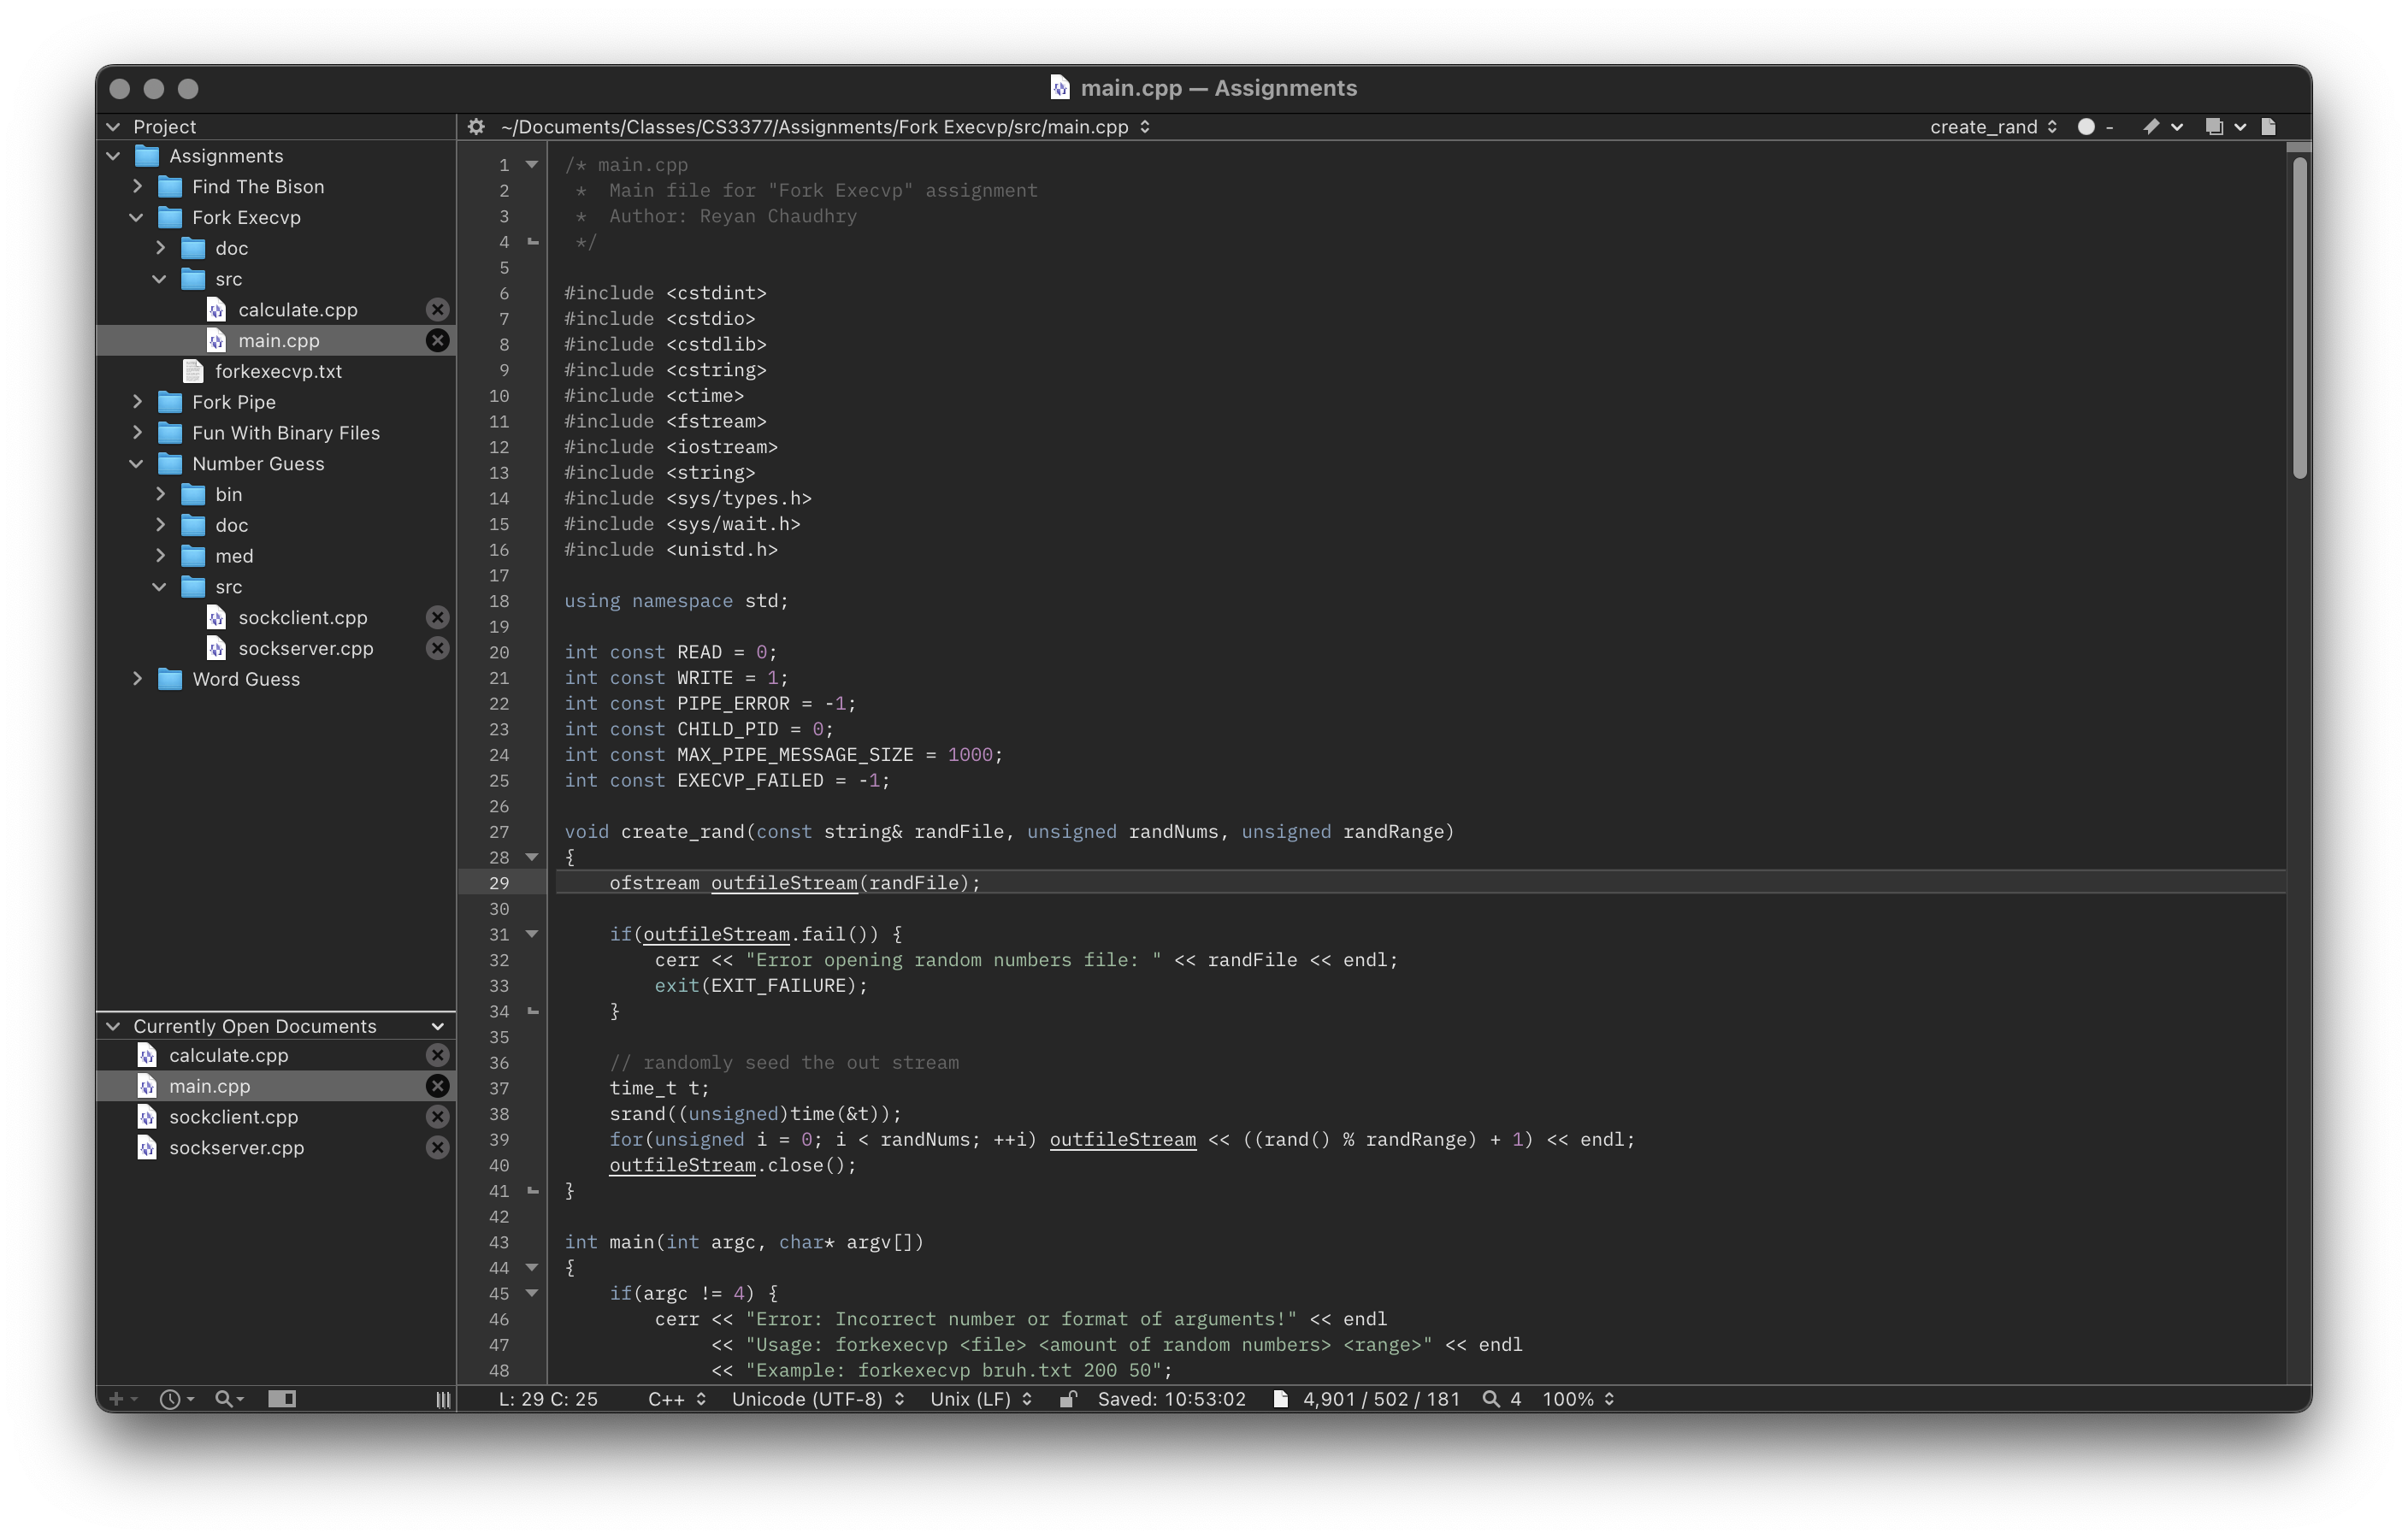 main.cpp — Assignments
Project
Assignments
Find The Bison
Fork Execvp
doc
src
calculate.cpp
main.cpp
forkexecvp.txt
Fork Pipe
Fun With Binary Files
Number Guess
bin
doc
med
src
sockclient.cpp
sockserver.cpp
Word Guess
Currently Open Documents
calculate.cpp
main.cpp
sockclient.cpp
sockserver.cpp
~/Documents/Classes/CS3377/Assignments/Fork Execvp/src/main.cpp
create_rand
-
1 /* main.cpp
2  *  Main file for "Fork Execvp" assignment
3  *  Author: Reyan Chaudhry
4  */
5
6 #include <cstdint>
7 #include <cstdio>
8 #include <cstdlib>
9 #include <cstring>
10 #include <ctime>
11 #include <fstream>
12 #include <iostream>
13 #include <string>
14 #include <sys/types.h>
15 #include <sys/wait.h>
16 #include <unistd.h>
17
18 using namespace std;
19
20 int const READ = 0;
21 int const WRITE = 1;
22 int const PIPE_ERROR = -1;
23 int const CHILD_PID = 0;
24 int const MAX_PIPE_MESSAGE_SIZE = 1000;
25 int const EXECVP_FAILED = -1;
26
27 void create_rand(const string& randFile, unsigned randNums, unsigned randRange)
28 {
29     ofstream outfileStream(randFile);
30
31     if(outfileStream.fail()) {
32         cerr << "Error opening random numbers file: " << randFile << endl;
33         exit(EXIT_FAILURE);
34     }
35
36     // randomly seed the out stream
37     time_t t;
38     srand((unsigned)time(&t));
39     for(unsigned i = 0; i < randNums; ++i) outfileStream << ((rand() % randRange) + 1) << endl;
40     outfileStream.close();
41 }
42
43 int main(int argc, char* argv[])
44 {
45     if(argc != 4) {
46         cerr << "Error: Incorrect number or format of arguments!" << endl
47              << "Usage: forkexecvp <file> <amount of random numbers> <range>" << endl
48              << "Example: forkexecvp bruh.txt 200 50";
L: 29 C: 25 C++ Unicode (UTF-8) Unix (LF) Saved: 10:53:02 4,901 / 502 / 181 4 100%